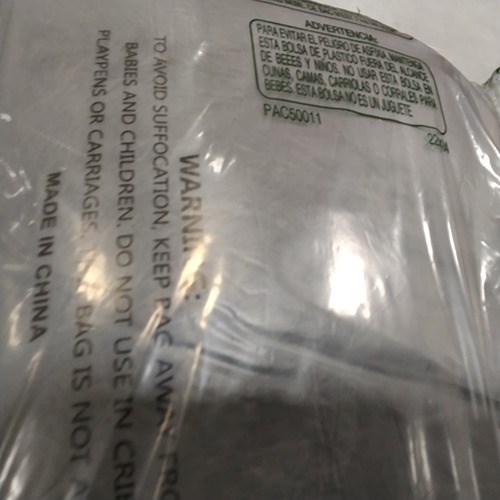 ADVERTENCIA:
PARA EVITAR EL PELIGRO DE ASFIXIA MANTENGA
ESTA BOLSA DE PLASTICO FUERA DEL ALCANCE
DE BEBES Y NINOS. NO USAR ESTA BOLSA EN
CUNAS, CAMAS, CARRIOLAS O CORRALES PARA
BEBES. ESTA BOLSA NO ES UN JUGUETE
PAC50011
WARNING:
TO AVOID SUFFOCATION, KEEP BAG AWAY FRO
BABIES AND CHILDREN. DO NOT USE IN CRI
PLAYPENS OR CARRIAGES. BAG IS NOT A
MADE IN CHINA